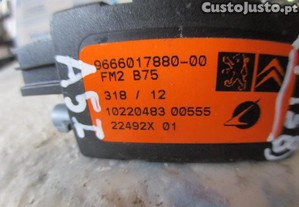 CustoJusto.pt
9666017880-00
FM2 B75
318 / 12
10220483 00555
22492X 01